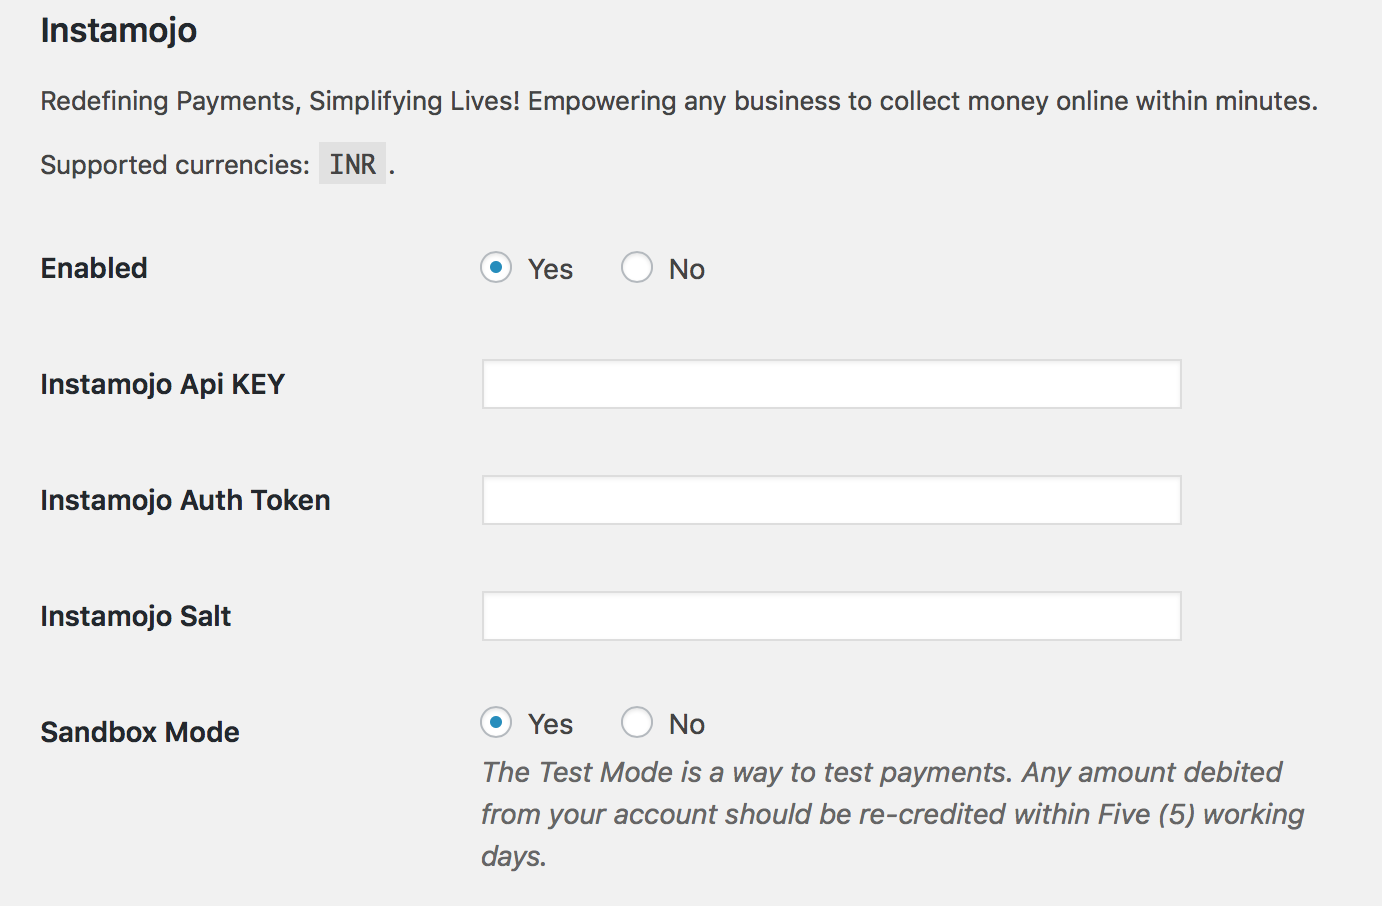 Instamojo
Redefining Payments, Simplifying Lives! Empowering any business to collect money online within minutes.
Supported currencies: INR .
Enabled
Yes No
Instamojo Api KEY
Instamojo Auth Token
Instamojo Salt
Sandbox Mode
Yes No
The Test Mode is a way to test payments. Any amount debited
from your account should be re-credited within Five (5) working
days.